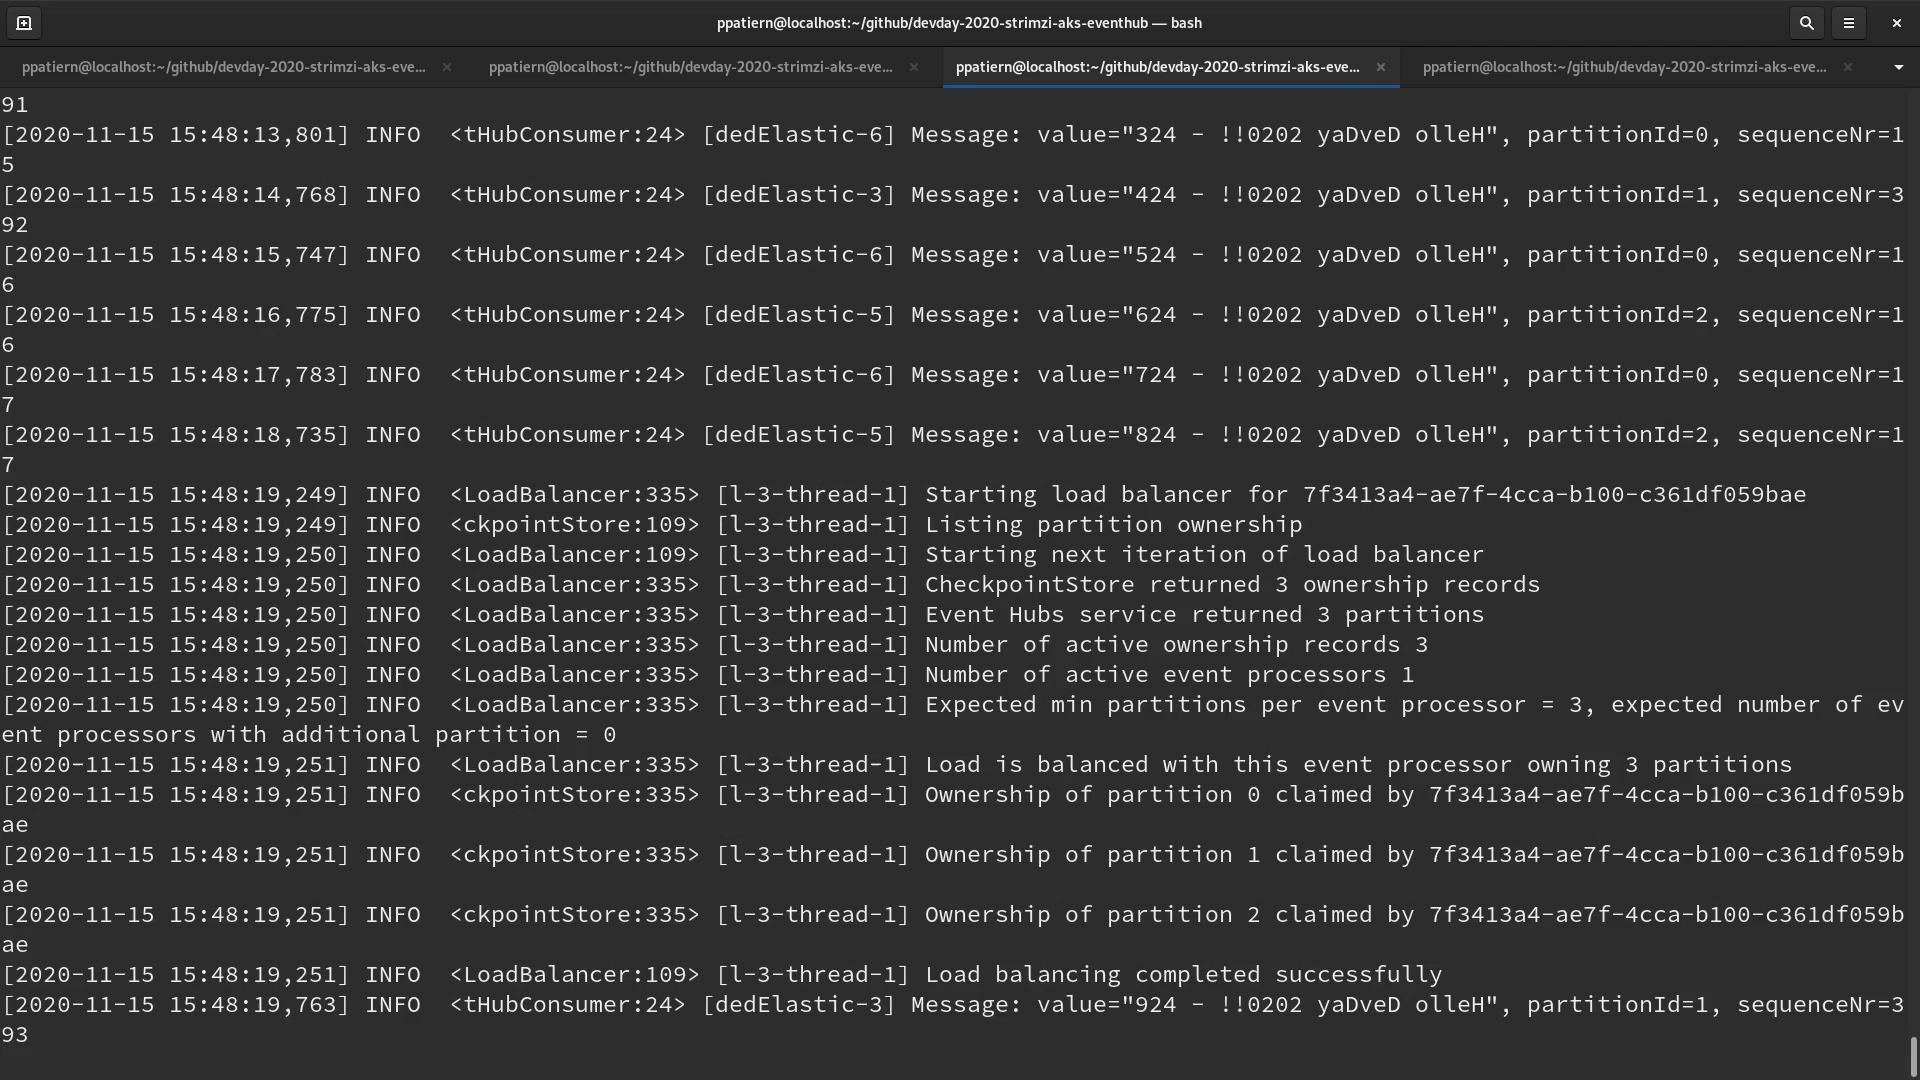 ppatiern@localhost:~/github/devday-2020-strimzi-aks-eventhub — bash
ppatiern@localhost:~/github/devday-2020-strimzi-aks-eve...
ppatiern@localhost:~/github/devday-2020-strimzi-aks-eve...
ppatiern@localhost:~/github/devday-2020-strimzi-aks-eve...
ppatiern@localhost:~/github/devday-2020-strimzi-aks-eve...
91
[2020-11-15 15:48:13,801] INFO  <tHubConsumer:24> [dedElastic-6] Message: value="324 - !!0202 yaDveD olleH", partitionId=0, sequenceNr=1
5
[2020-11-15 15:48:14,768] INFO  <tHubConsumer:24> [dedElastic-3] Message: value="424 - !!0202 yaDveD olleH", partitionId=1, sequenceNr=3
92
[2020-11-15 15:48:15,747] INFO  <tHubConsumer:24> [dedElastic-6] Message: value="524 - !!0202 yaDveD olleH", partitionId=0, sequenceNr=1
6
[2020-11-15 15:48:16,775] INFO  <tHubConsumer:24> [dedElastic-5] Message: value="624 - !!0202 yaDveD olleH", partitionId=2, sequenceNr=1
6
[2020-11-15 15:48:17,783] INFO  <tHubConsumer:24> [dedElastic-6] Message: value="724 - !!0202 yaDveD olleH", partitionId=0, sequenceNr=1
7
[2020-11-15 15:48:18,735] INFO  <tHubConsumer:24> [dedElastic-5] Message: value="824 - !!0202 yaDveD olleH", partitionId=2, sequenceNr=1
7
[2020-11-15 15:48:19,249] INFO  <LoadBalancer:335> [l-3-thread-1] Starting load balancer for 7f3413a4-ae7f-4cca-b100-c361df059bae
[2020-11-15 15:48:19,249] INFO  <ckpointStore:109> [l-3-thread-1] Listing partition ownership
[2020-11-15 15:48:19,250] INFO  <LoadBalancer:109> [l-3-thread-1] Starting next iteration of load balancer
[2020-11-15 15:48:19,250] INFO  <LoadBalancer:335> [l-3-thread-1] CheckpointStore returned 3 ownership records
[2020-11-15 15:48:19,250] INFO  <LoadBalancer:335> [l-3-thread-1] Event Hubs service returned 3 partitions
[2020-11-15 15:48:19,250] INFO  <LoadBalancer:335> [l-3-thread-1] Number of active ownership records 3
[2020-11-15 15:48:19,250] INFO  <LoadBalancer:335> [l-3-thread-1] Number of active event processors 1
[2020-11-15 15:48:19,250] INFO  <LoadBalancer:335> [l-3-thread-1] Expected min partitions per event processor = 3, expected number of ev
ent processors with additional partition = 0
[2020-11-15 15:48:19,251] INFO  <LoadBalancer:335> [l-3-thread-1] Load is balanced with this event processor owning 3 partitions
[2020-11-15 15:48:19,251] INFO  <ckpointStore:335> [l-3-thread-1] Ownership of partition 0 claimed by 7f3413a4-ae7f-4cca-b100-c361df059b
ae
[2020-11-15 15:48:19,251] INFO  <ckpointStore:335> [l-3-thread-1] Ownership of partition 1 claimed by 7f3413a4-ae7f-4cca-b100-c361df059b
ae
[2020-11-15 15:48:19,251] INFO  <ckpointStore:335> [l-3-thread-1] Ownership of partition 2 claimed by 7f3413a4-ae7f-4cca-b100-c361df059b
ae
[2020-11-15 15:48:19,251] INFO  <LoadBalancer:109> [l-3-thread-1] Load balancing completed successfully
[2020-11-15 15:48:19,763] INFO  <tHubConsumer:24> [dedElastic-3] Message: value="924 - !!0202 yaDveD olleH", partitionId=1, sequenceNr=3
93